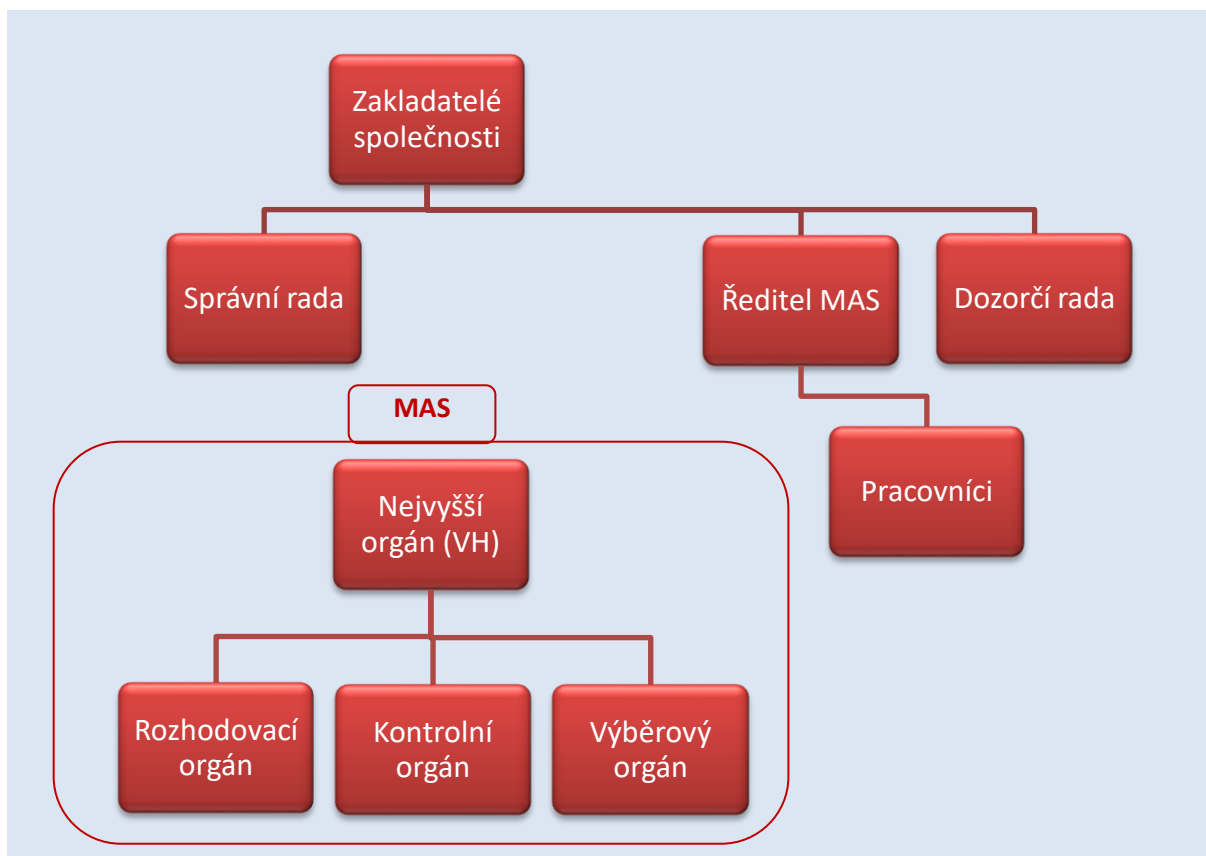 Zakladatelé
společnosti
Správní rada
Ředitel MAS
Dozorčí rada
Pracovníci
MAS
Nejvyšší
orgán (VH)
Rozhodovací
orgán
Kontrolní
orgán
Výběrový
orgán